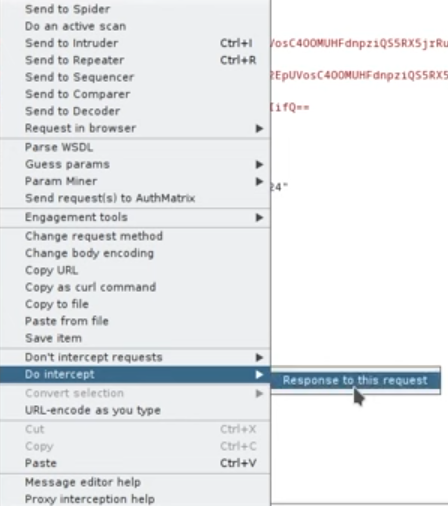 Send to Spider
Do an active scan
Send to Intruder Ctrl+I
Send to Repeater Ctrl+R
Send to Sequencer
Send to Comparer
Send to Decoder
Request in browser
Parse WSDL
Guess params
Param Miner
Send request(s) to AuthMatrix
Engagement tools
Change request method
Change body encoding
Copy URL
Copy as curl command
Copy to file
Paste from file
Save item
Don't intercept requests
Do intercept
Response to this request
Convert selection
URL-encode as you type
Cut Ctrl+X
Copy Ctrl+C
Paste Ctrl+V
Message editor help
Proxy interception help
24"